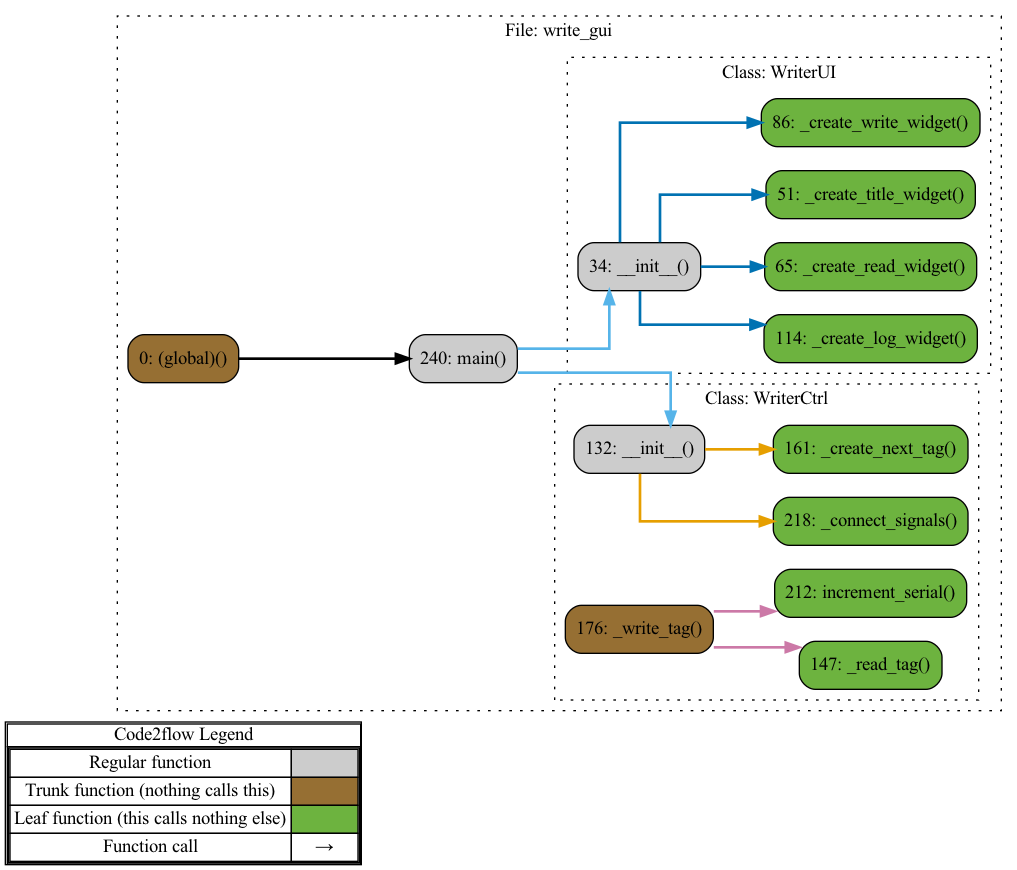 File: write_gui
Class: WriterUI
86: _create_write_widget()
51: _create_title_widget()
34: __init__()
65: _create_read_widget()
114: _create_log_widget()
0: (global)()
240: main()
Class: WriterCtrl
132: __init__()
161: _create_next_tag()
218: _connect_signals()
212: increment_serial()
176: _write_tag()
147: _read_tag()
Code2flow Legend
Regular function
Trunk function (nothing calls this)
Leaf function (this calls nothing else)
Function call →